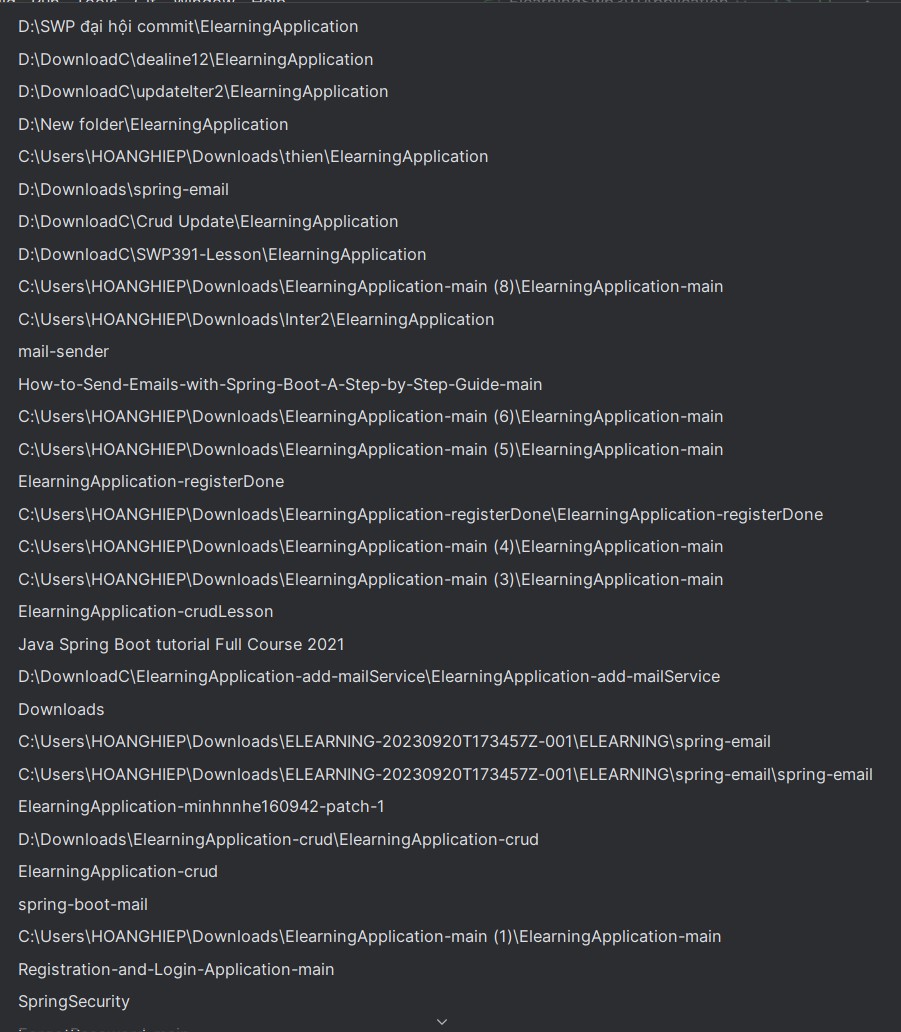 D:\SWP đại hội commit\ElearningApplication
D:\DownloadC\dealine12\ElearningApplication
D:\DownloadC\updateIter2\ElearningApplication
D:\New folder\ElearningApplication
C:\Users\HOANGHIEP\Downloads\thien\ElearningApplication
D:\Downloads\spring-email
D:\DownloadC\Crud Update\ElearningApplication
D:\DownloadC\SWP391-Lesson\ElearningApplication
C:\Users\HOANGHIEP\Downloads\ElearningApplication-main (8)\ElearningApplication-main
C:\Users\HOANGHIEP\Downloads\Inter2\ElearningApplication
mail-sender
How-to-Send-Emails-with-Spring-Boot-A-Step-by-Step-Guide-main
C:\Users\HOANGHIEP\Downloads\ElearningApplication-main (6)\ElearningApplication-main
C:\Users\HOANGHIEP\Downloads\ElearningApplication-main (5)\ElearningApplication-main
ElearningApplication-registerDone
C:\Users\HOANGHIEP\Downloads\ElearningApplication-registerDone\ElearningApplication-registerDone
C:\Users\HOANGHIEP\Downloads\ElearningApplication-main (4)\ElearningApplication-main
C:\Users\HOANGHIEP\Downloads\ElearningApplication-main (3)\ElearningApplication-main
ElearningApplication-crudLesson
Java Spring Boot tutorial Full Course 2021
D:\DownloadC\ElearningApplication-add-mailService\ElearningApplication-add-mailService
Downloads
C:\Users\HOANGHIEP\Downloads\ELEARNING-20230920T173457Z-001\ELEARNING\spring-email
C:\Users\HOANGHIEP\Downloads\ELEARNING-20230920T173457Z-001\ELEARNING\spring-email\spring-email
ElearningApplication-minhnnhe160942-patch-1
D:\Downloads\ElearningApplication-crud\ElearningApplication-crud
ElearningApplication-crud
spring-boot-mail
C:\Users\HOANGHIEP\Downloads\ElearningApplication-main (1)\ElearningApplication-main
Registration-and-Login-Application-main
SpringSecurity